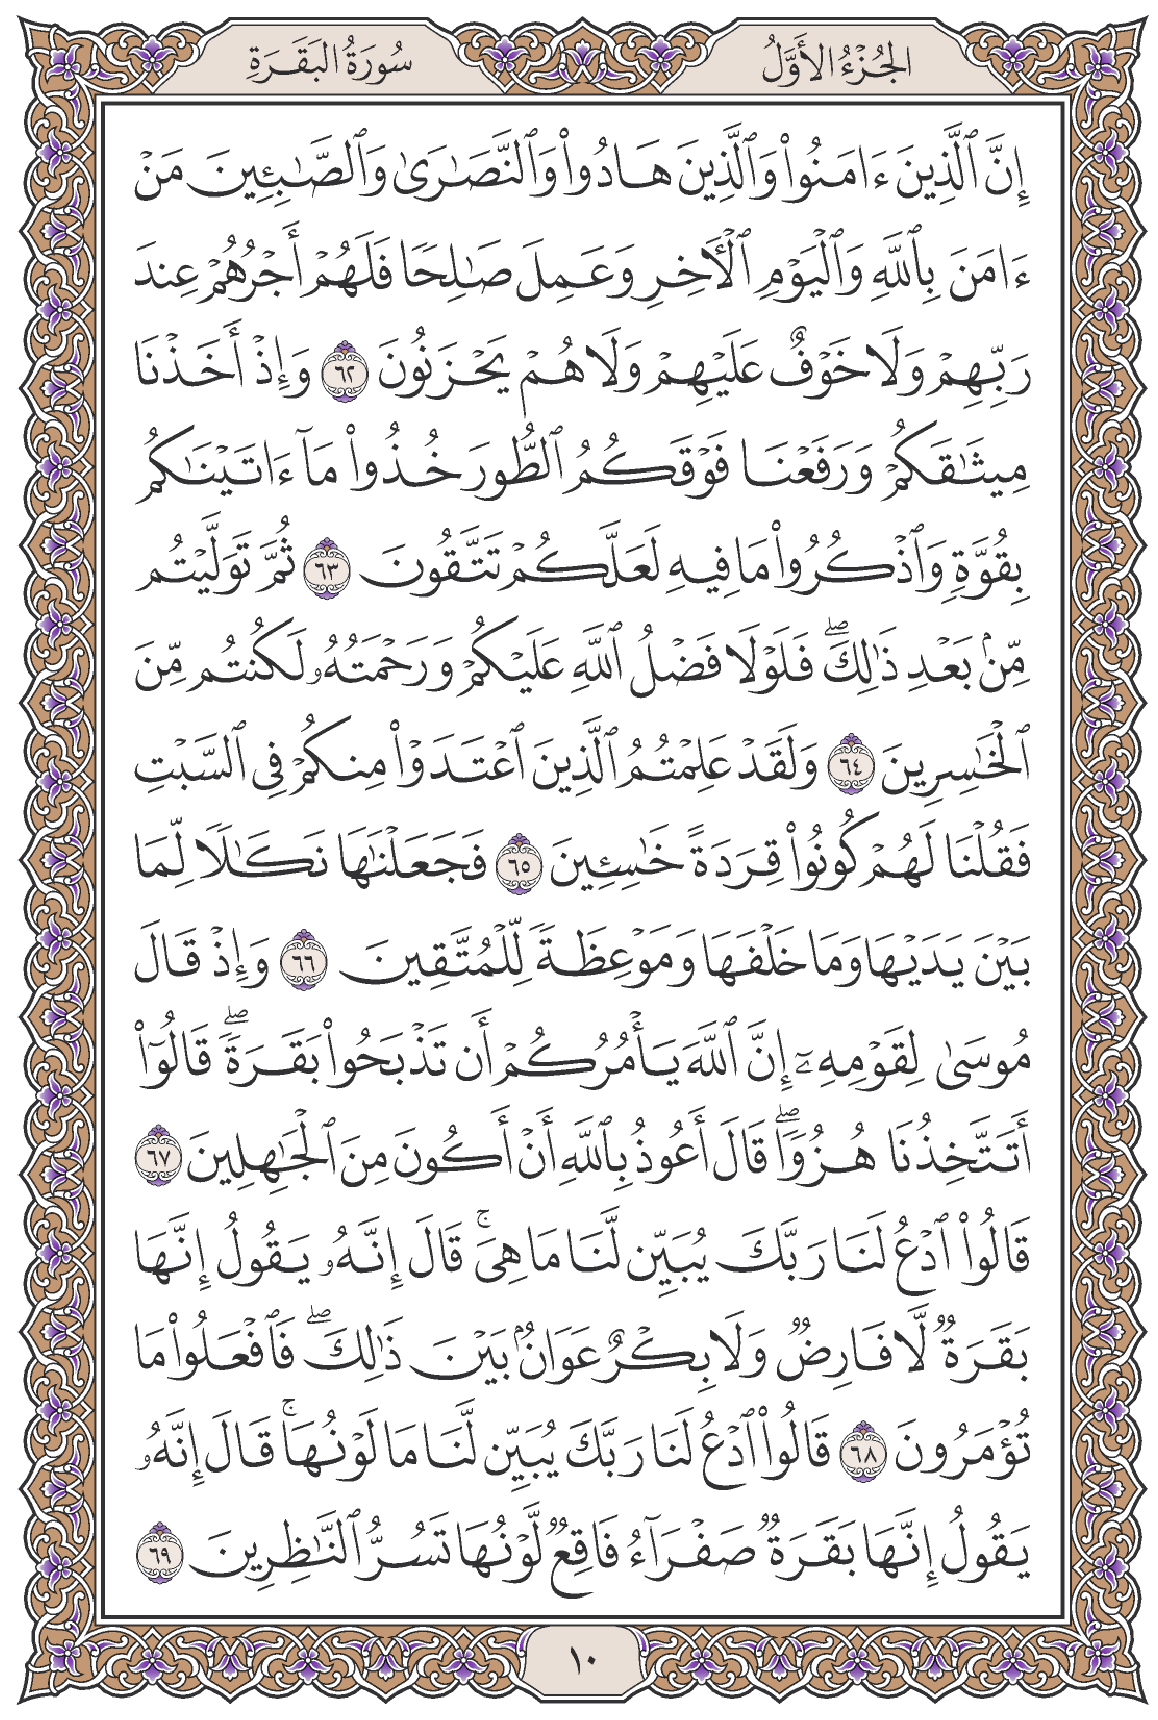 الجُزْءُ الأَوَّلُ
سُورَةُ البَقَرَةِ
إِنَّ ٱلَّذِينَ ءَامَنُواْ وَٱلَّذِينَ هَادُواْ وَٱلنَّصَٰرَىٰ وَٱلصَّٰبِـِٔينَ مَنْ
ءَامَنَ بِٱللَّهِ وَٱلْيَوْمِ ٱلْأٓخِرِ وَعَمِلَ صَٰلِحًا فَلَهُمْ أَجْرُهُمْ عِندَ
رَبِّهِمْ وَلَا خَوْفٌ عَلَيْهِمْ وَلَا هُمْ يَحْزَنُونَ ٦٢ وَإِذْ أَخَذْنَا
مِيثَٰقَكُمْ وَرَفَعْنَا فَوْقَكُمُ ٱلطُّورَ خُذُواْ مَآ ءَاتَيْنَٰكُم
بِقُوَّةٍ وَٱذْكُرُواْ مَا فِيهِ لَعَلَّكُمْ تَتَّقُونَ ٦٣ ثُمَّ تَوَلَّيْتُم
مِّنۢ بَعْدِ ذَٰلِكَۖ فَلَوْلَا فَضْلُ ٱللَّهِ عَلَيْكُمْ وَرَحْمَتُهُۥ لَكُنتُم مِّنَ
ٱلْخَٰسِرِينَ ٦٤ وَلَقَدْ عَلِمْتُمُ ٱلَّذِينَ ٱعْتَدَوْاْ مِنكُمْ فِي ٱلسَّبْتِ
فَقُلْنَا لَهُمْ كُونُواْ قِرَدَةً خَٰسِـِٔينَ ٦٥ فَجَعَلْنَٰهَا نَكَٰلًا لِّمَا
بَيْنَ يَدَيْهَا وَمَا خَلْفَهَا وَمَوْعِظَةً لِّلْمُتَّقِينَ ٦٦ وَإِذْ قَالَ
مُوسَىٰ لِقَوْمِهِۦٓ إِنَّ ٱللَّهَ يَأْمُرُكُمْ أَن تَذْبَحُواْ بَقَرَةًۖ قَالُوٓاْ
أَتَتَّخِذُنَا هُزُوًاۖ قَالَ أَعُوذُ بِٱللَّهِ أَنْ أَكُونَ مِنَ ٱلْجَٰهِلِينَ ٦٧
قَالُواْ ٱدْعُ لَنَا رَبَّكَ يُبَيِّن لَّنَا مَا هِيَۚ قَالَ إِنَّهُۥ يَقُولُ إِنَّهَا
بَقَرَةٌ لَّا فَارِضٌ وَلَا بِكْرٌ عَوَانٌۢ بَيْنَ ذَٰلِكَۖ فَٱفْعَلُواْ مَا
تُؤْمَرُونَ ٦٨ قَالُواْ ٱدْعُ لَنَا رَبَّكَ يُبَيِّن لَّنَا مَا لَوْنُهَاۚ قَالَ إِنَّهُۥ
يَقُولُ إِنَّهَا بَقَرَةٌ صَفْرَآءُ فَاقِعٌ لَّوْنُهَا تَسُرُّ ٱلنَّٰظِرِينَ ٦٩
١٠